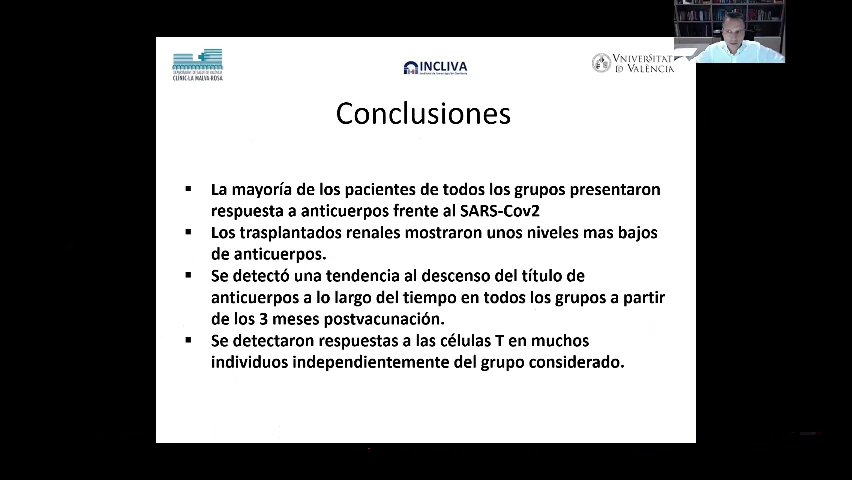 CLINIC-LA MALVA-ROSA
INCLIVA
VNIVERSITAT
DE VALÈNCIA
Conclusiones
▪ La mayoría de los pacientes de todos los grupos presentaron
respuesta a anticuerpos frente al SARS-Cov2
▪ Los trasplantados renales mostraron unos niveles mas bajos
de anticuerpos.
▪ Se detectó una tendencia al descenso del título de
anticuerpos a lo largo del tiempo en todos los grupos a partir
de los 3 meses postvacunación.
▪ Se detectaron respuestas a las células T en muchos
individuos independientemente del grupo considerado.